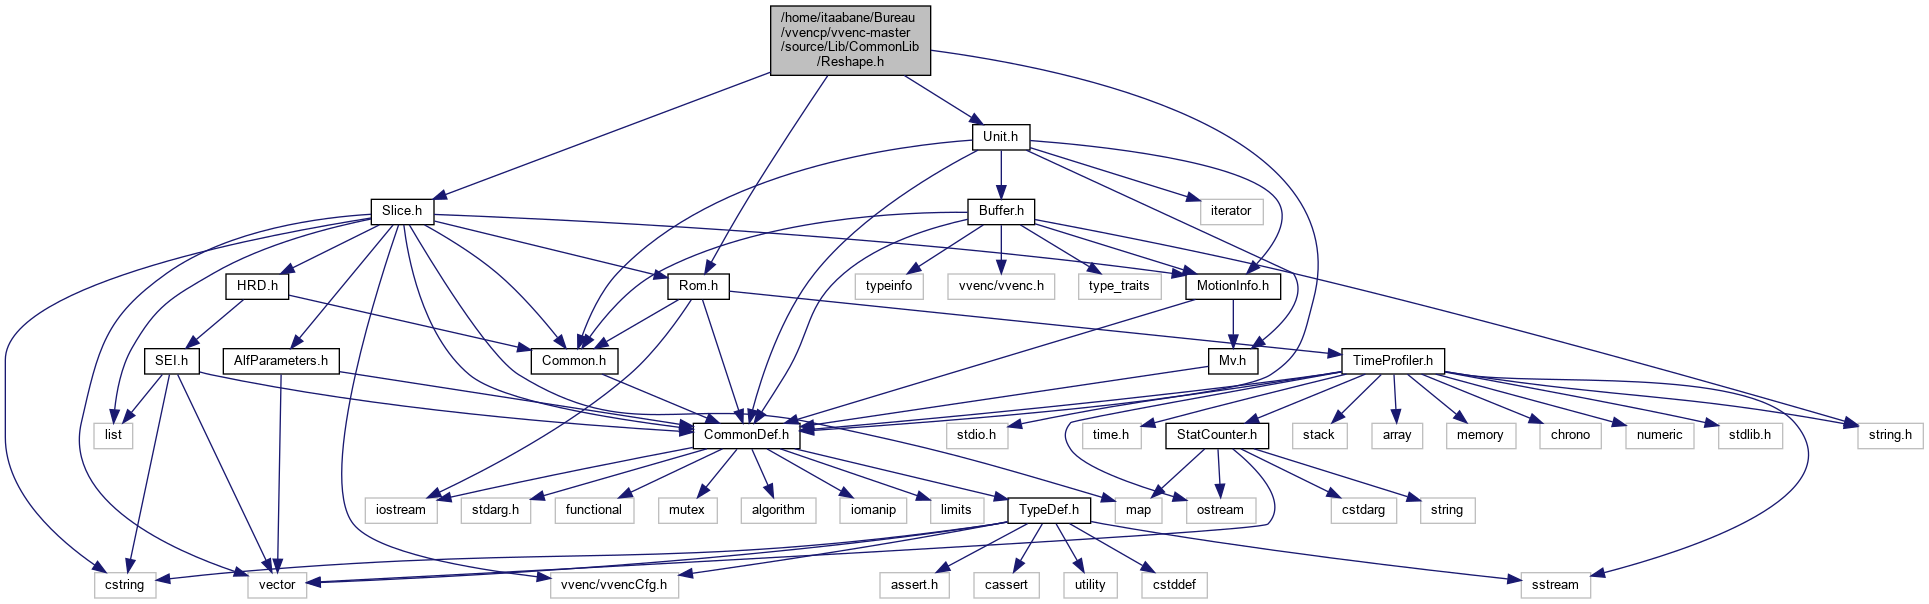 /home/itaabane/Bureau
/vvencp/vvenc-master
/source/Lib/CommonLib
/Reshape.h
Unit.h
Slice.h
Buffer.h
iterator
HRD.h
Rom.h
typeinfo
vvenc/vvenc.h
type_traits
MotionInfo.h
SEI.h
AlfParameters.h
Common.h
Mv.h
TimeProfiler.h
list
CommonDef.h
stdio.h
time.h
StatCounter.h
stack
array
memory
chrono
numeric
stdlib.h
string.h
iostream
stdarg.h
functional
mutex
algorithm
iomanip
limits
TypeDef.h
map
ostream
cstdarg
string
cstring
vector
vvenc/vvencCfg.h
assert.h
cassert
utility
cstddef
sstream